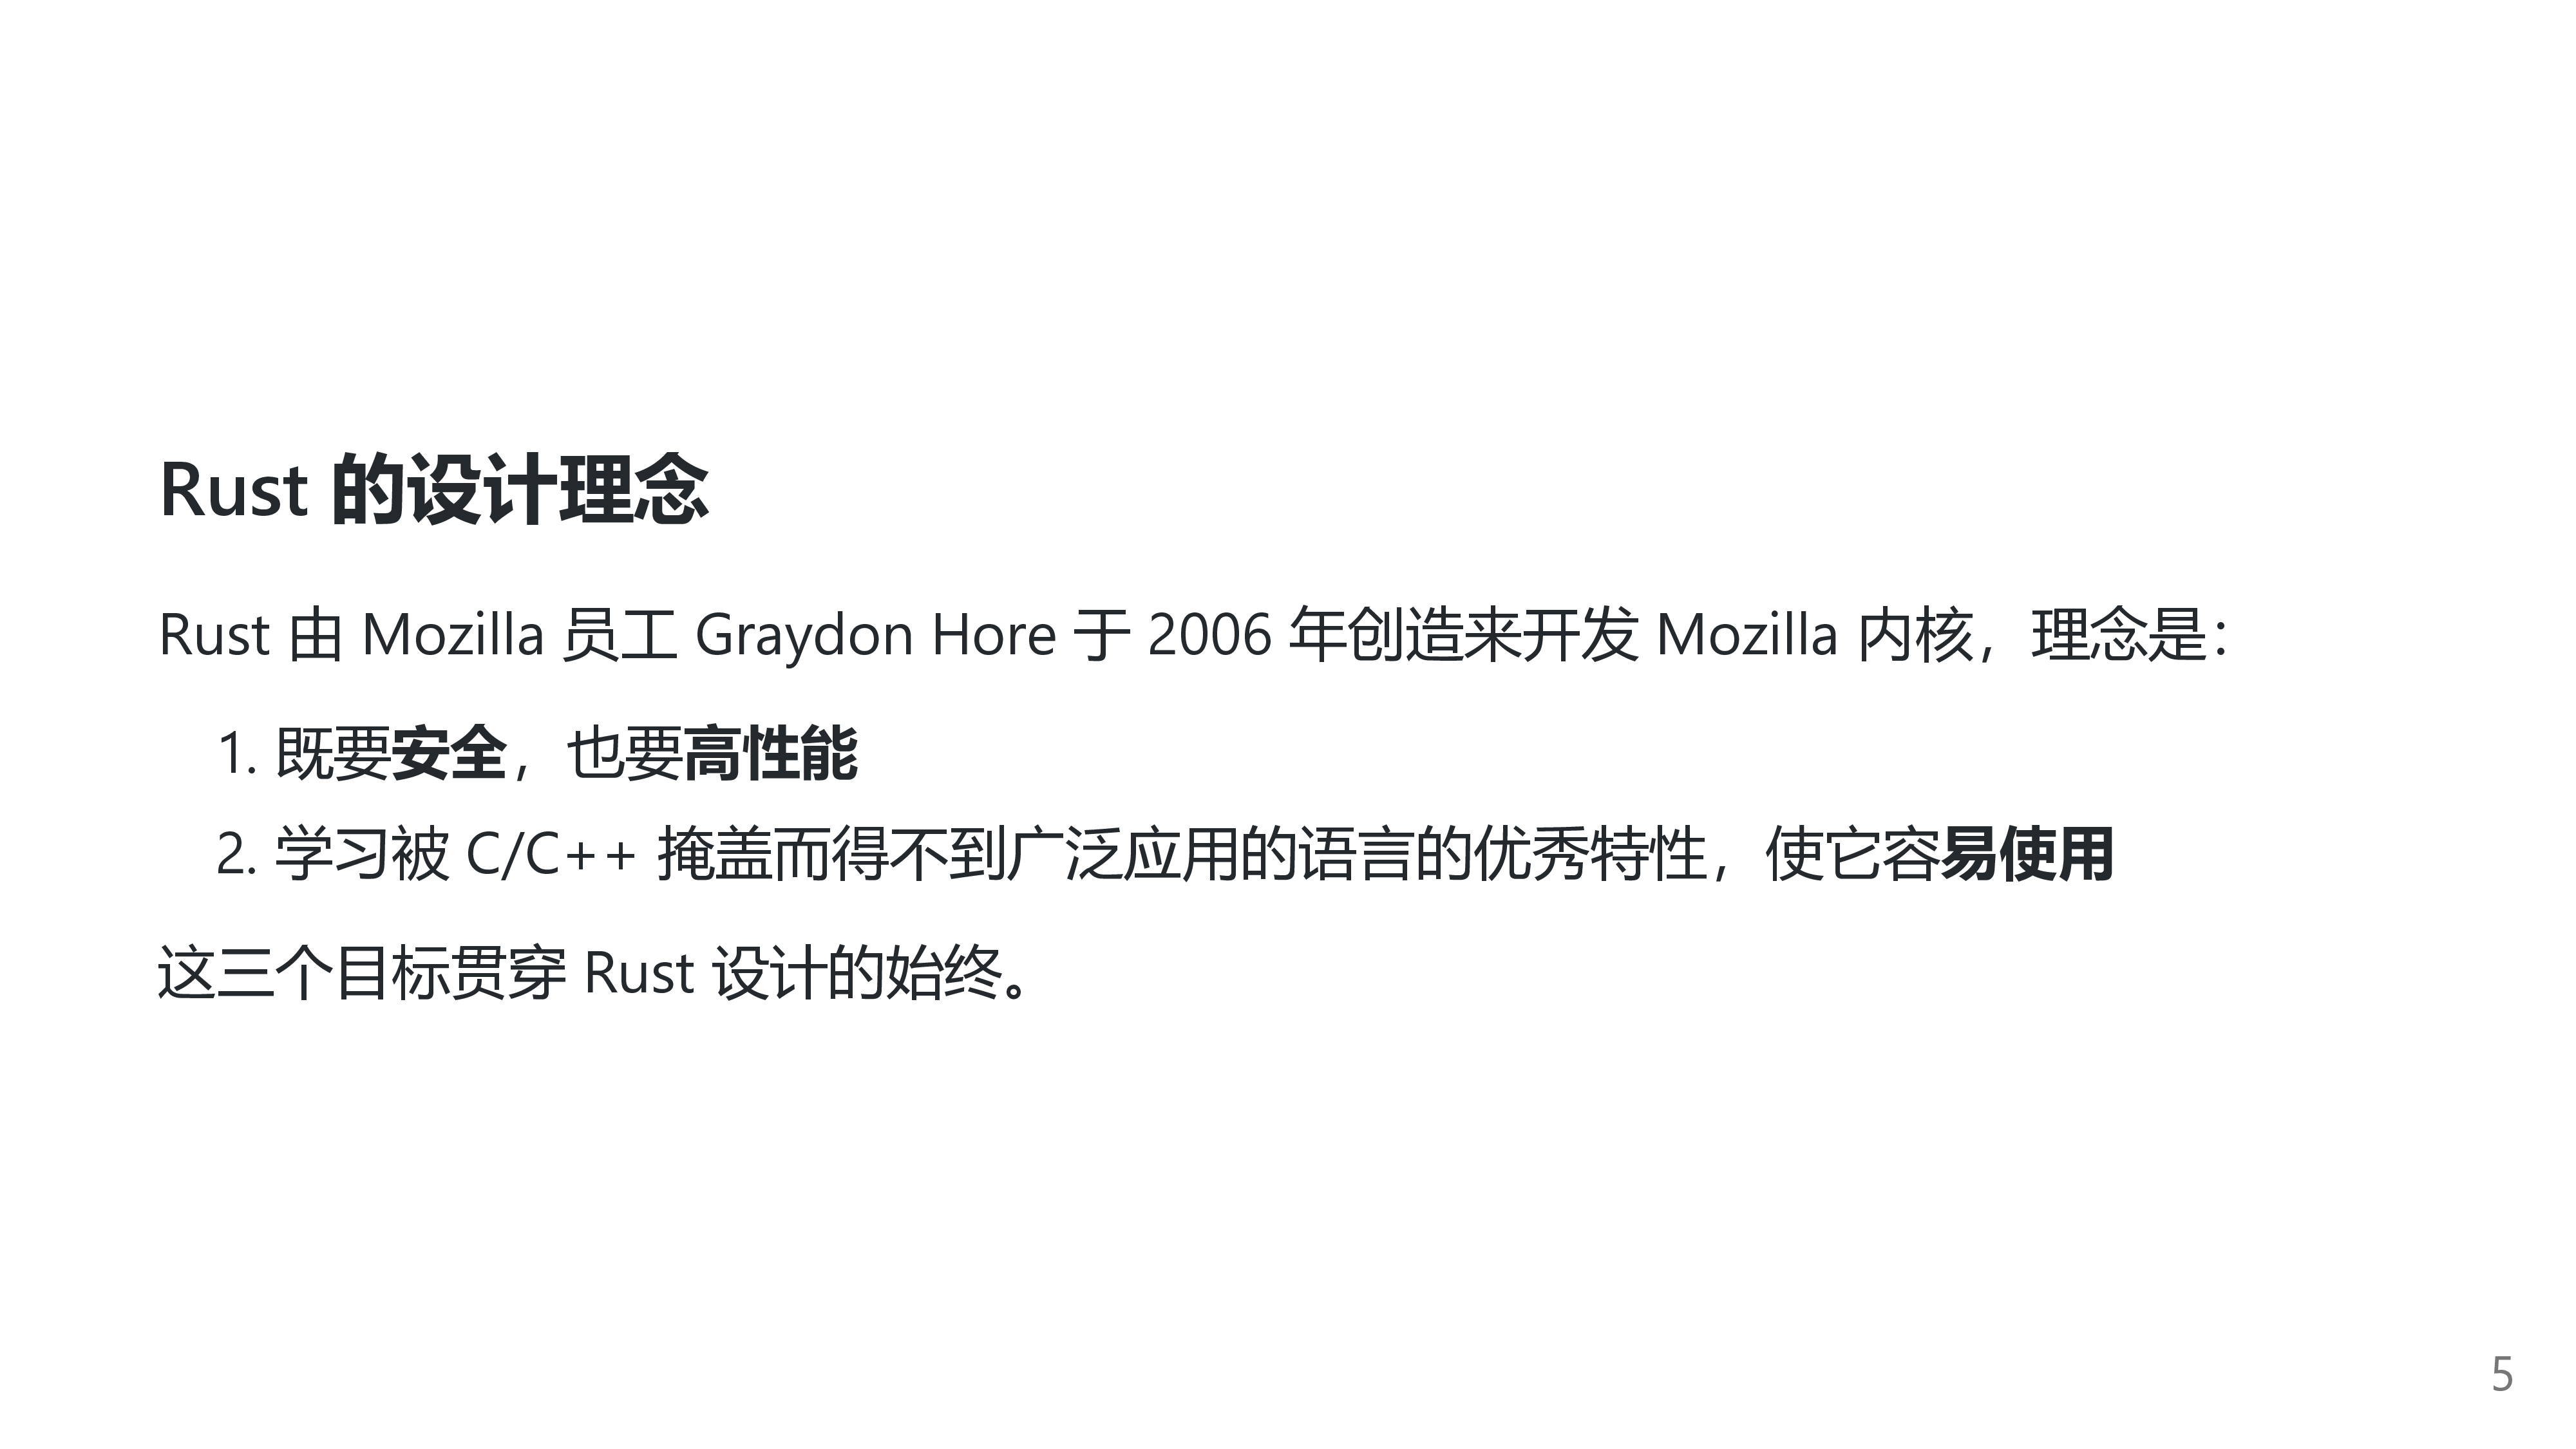 Rust 的设计理念
Rust 由 Mozilla 员工 Graydon Hore 于 2006 年创造来开发 Mozilla 内核，理念是：
1. 既要安全，也要高性能
2. 学习被 C/C++ 掩盖而得不到广泛应用的语言的优秀特性，使它容易使用
这三个目标贯穿 Rust 设计的始终。
5